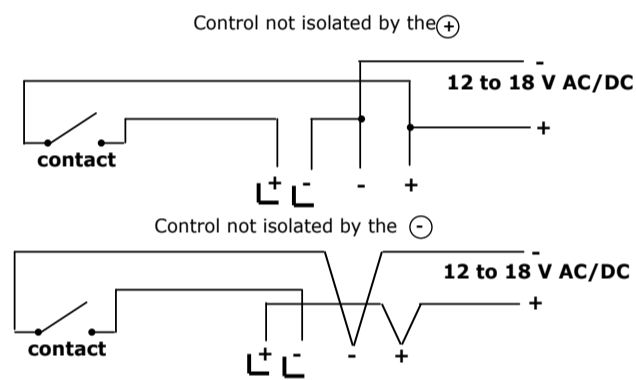 Control not isolated by the +
-
12 to 18 V AC/DC
+
contact
L+ L- - +
Control not isolated by the -
-
12 to 18 V AC/DC
+
contact
L+ L- - +